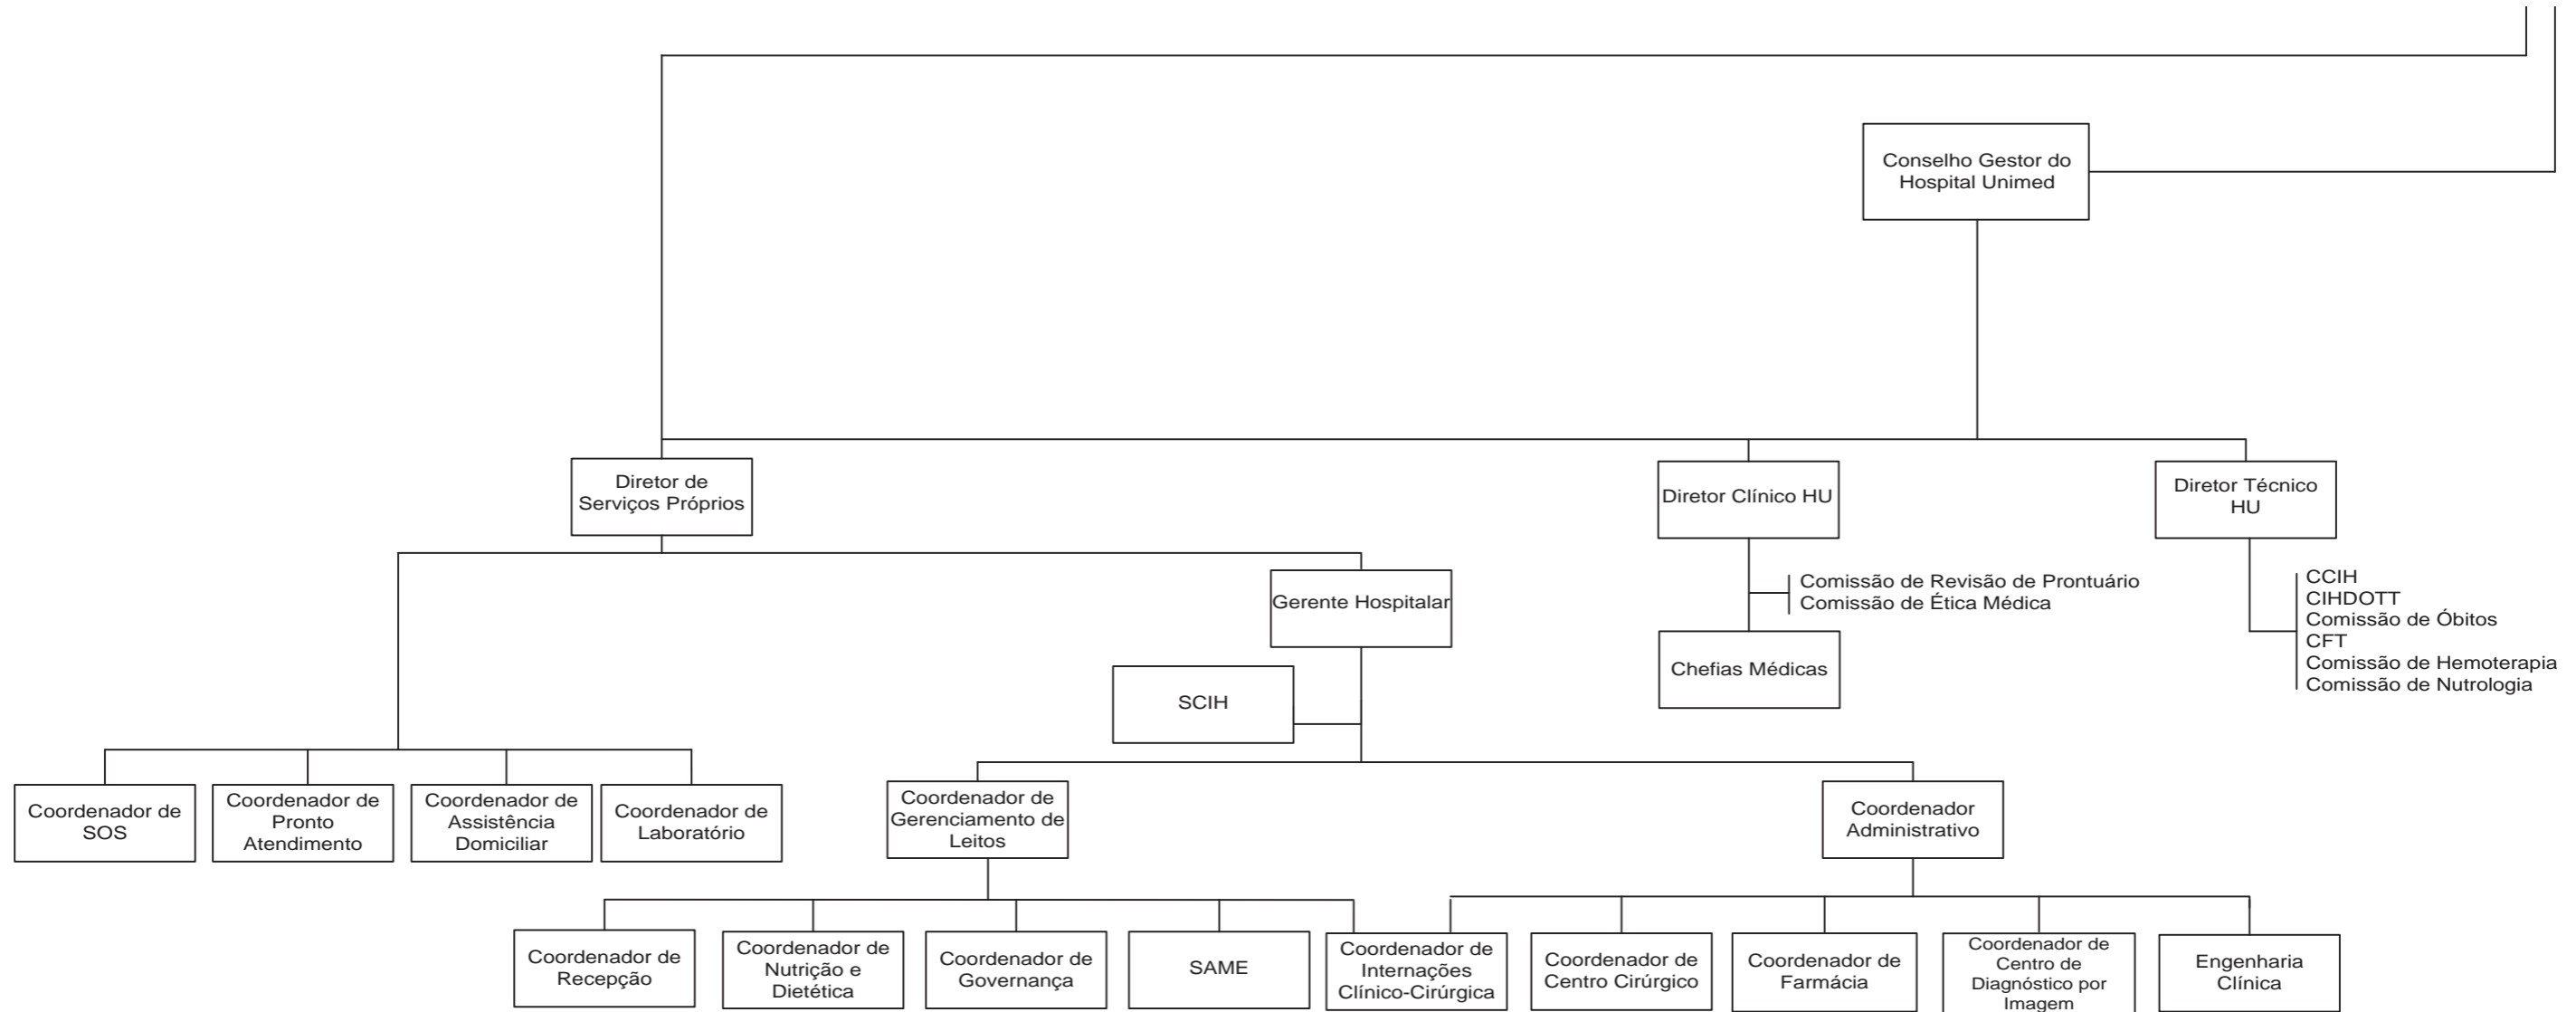 Conselho Gestor do
Hospital Unimed
Diretor de
Serviços Próprios
Diretor Clínico HU
Diretor Técnico
HU
Gerente Hospitalar
Comissão de Revisão de Prontuário
Comissão de Ética Médica
CCIH
CIHDOTT
Comissão de Óbitos
CFT
Comissão de Hemoterapia
Comissão de Nutrologia
Chefias Médicas
SCIH
Coordenador de
SOS
Coordenador de
Pronto
Atendimento
Coordenador de
Assistência
Domiciliar
Coordenador de
Laboratório
Coordenador de
Gerenciamento de
Leitos
Coordenador
Administrativo
Coordenador de
Recepção
Coordenador de
Nutrição e
Dietética
Coordenador de
Governança
SAME
Coordenador de
Internações
Clínico-Cirúrgica
Coordenador de
Centro Cirúrgico
Coordenador de
Farmácia
Coordenador de
Centro de
Diagnóstico por
Imagem
Engenharia
Clínica